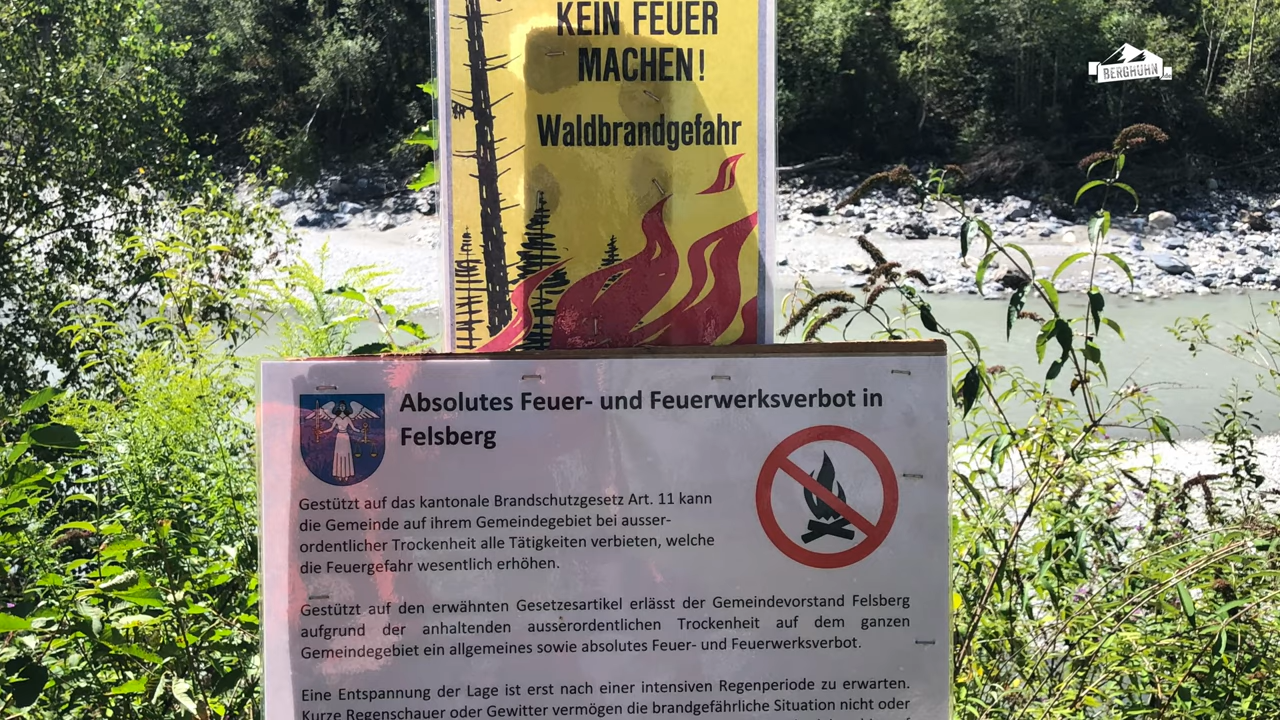 KEIN FEUER
MACHEN!
Waldbrandgefahr
BERGHUHN
Absolutes Feuer- und Feuerwerksverbot in
Felsberg
Gestützt auf das kantonale Brandschutzgesetz Art. 11 kann
die Gemeinde auf ihrem Gemeindegebiet bei ausser-
ordentlicher Trockenheit alle Tätigkeiten verbieten, welche
die Feuergefahr wesentlich erhöhen.
Gestützt auf den erwähnten Gesetzesartikel erlässt der Gemeindevorstand Felsberg
aufgrund der anhaltenden ausserordentlichen Trockenheit auf dem ganzen
Gemeindegebiet ein allgemeines sowie absolutes Feuer- und Feuerwerksverbot.
Eine Entspannung der Lage ist erst nach einer intensiven Regenperiode zu erwarten.
Kurze Regenschauer oder Gewitter vermögen die brandgefährliche Situation nicht oder